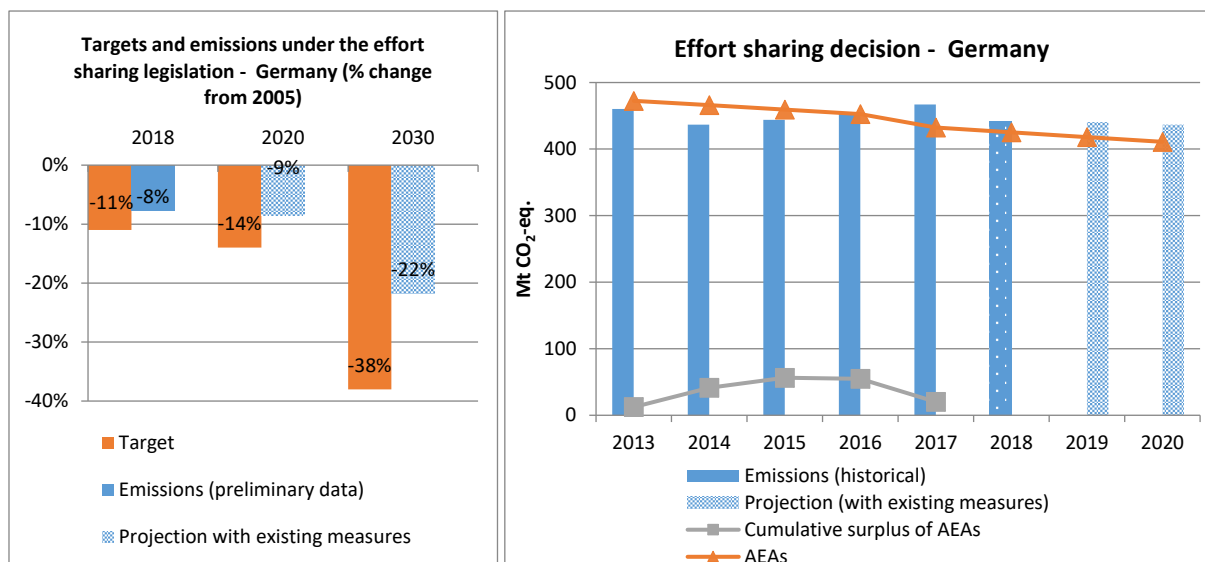 Targets and emissions under the effort
sharing legislation - Germany (% change
from 2005)
2018 2020 2030
0%
-10%
-20%
-30%
-40%
-11%
-8%
-14%
-9%
-38%
-22%
Target
Emissions (preliminary data)
Projection with existing measures
Effort sharing decision - Germany
Mt CO₂-eq.
500
400
300
200
100
0
2013 2014 2015 2016 2017 2018 2019 2020
Emissions (historical)
Projection (with existing measures)
Cumulative surplus of AEAs
AEAs